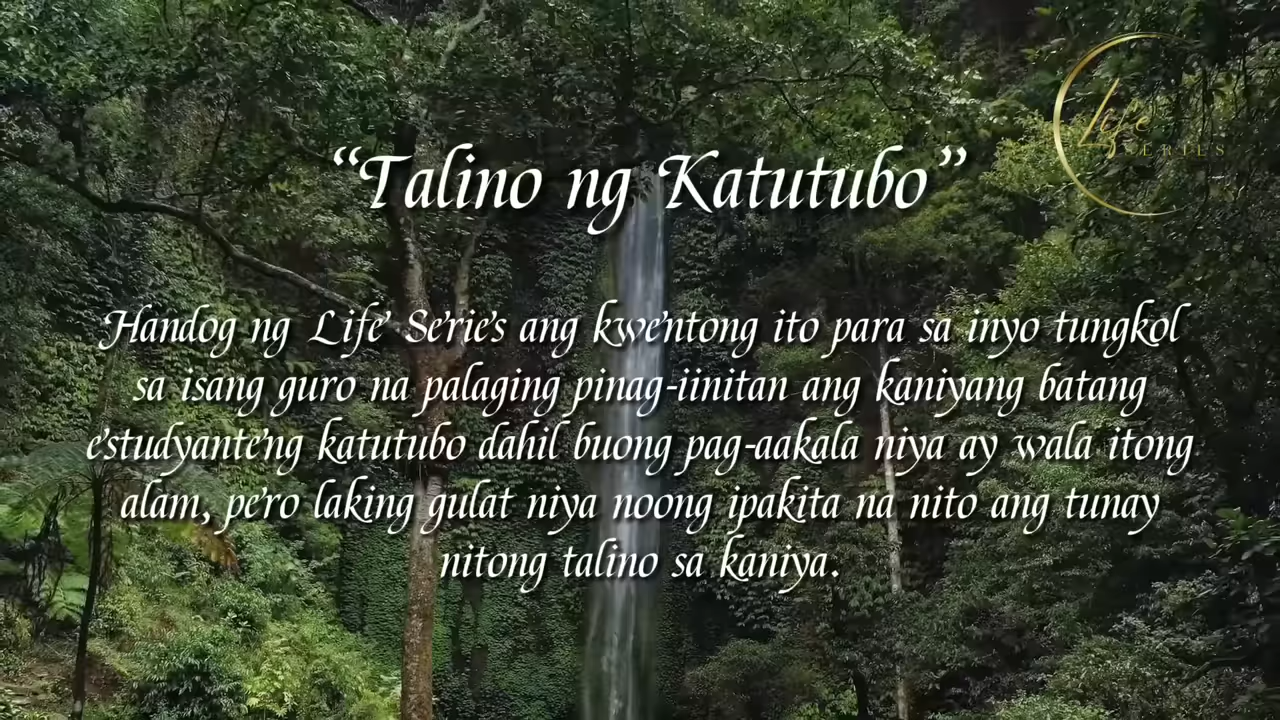 Life
SERIES
“Talino ng Katutubo”
Handog ng Life Series ang kwentong ito para sa inyo tungkol
sa isang guro na palaging pinag-iinitan ang kaniyang batang
estudyanteng katutubo dahil buong pag-aakala niya ay wala itong
alam, pero laking gulat niya noong ipakita na nito ang tunay
nitong talino sa kaniya.